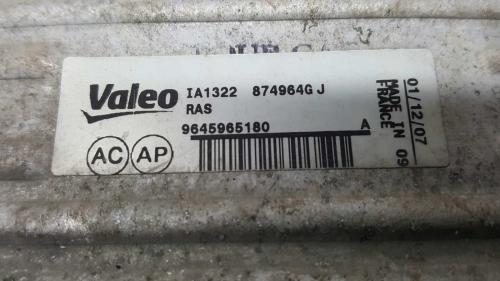 Valeo
IA1322 874964G J
RAS
9645965180 A
AC AP
01/12/07
MADE IN 09
FRANCE